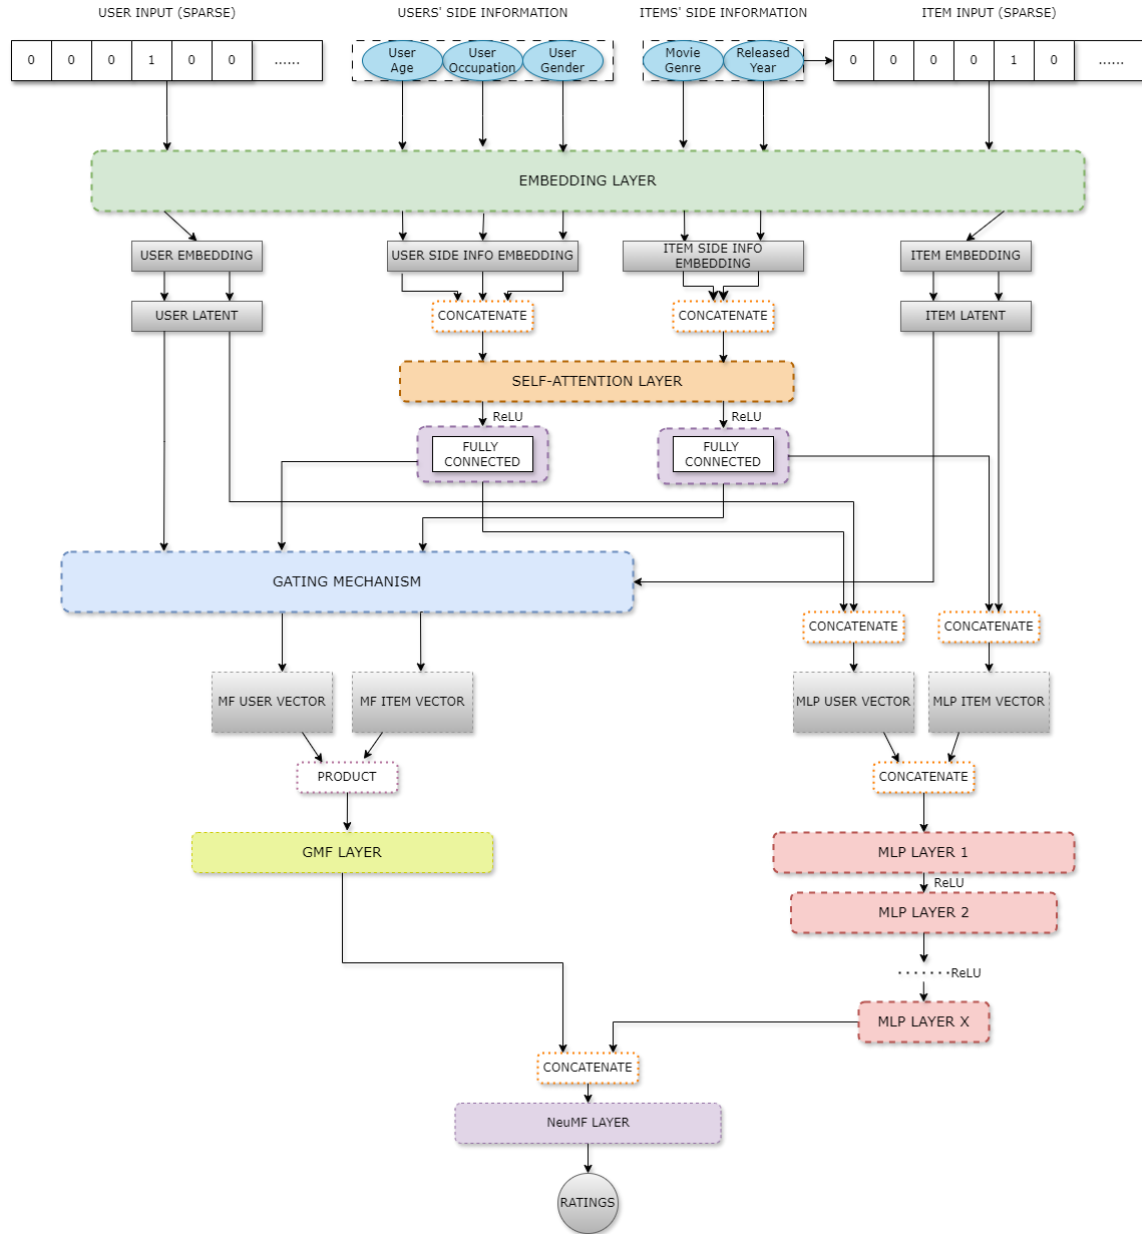 USER INPUT (SPARSE)
USERS' SIDE INFORMATION
ITEMS' SIDE INFORMATION
ITEM INPUT (SPARSE)
0 0 0 1 0 0 ......
User
Age
User
Occupation
User
Gender
Movie
Genre
Released
Year
0 0 0 0 1 0 ......
EMBEDDING LAYER
USER EMBEDDING
USER SIDE INFO EMBEDDING
ITEM SIDE INFO
EMBEDDING
ITEM EMBEDDING
USER LATENT
CONCATENATE
CONCATENATE
ITEM LATENT
SELF-ATTENTION LAYER
ReLU
ReLU
FULLY
CONNECTED
FULLY
CONNECTED
GATING MECHANISM
CONCATENATE
CONCATENATE
MF USER VECTOR
MF ITEM VECTOR
MLP USER VECTOR
MLP ITEM VECTOR
PRODUCT
CONCATENATE
GMF LAYER
MLP LAYER 1
ReLU
MLP LAYER 2
ReLU
MLP LAYER X
CONCATENATE
NeuMF LAYER
RATINGS